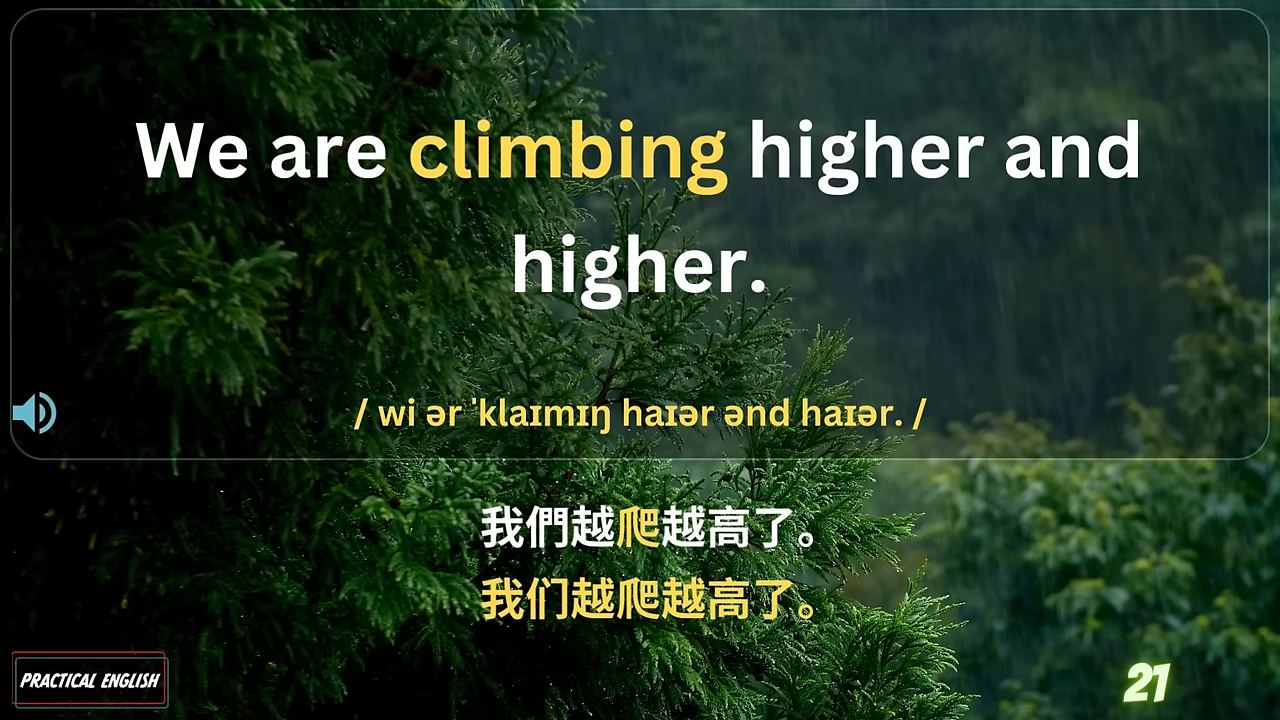 We are climbing higher and
higher.
/ wi ər ˈklaɪmɪŋ haɪər ənd haɪər. /
我們越爬越高了。
我们越爬越高了。
PRACTICAL ENGLISH
21